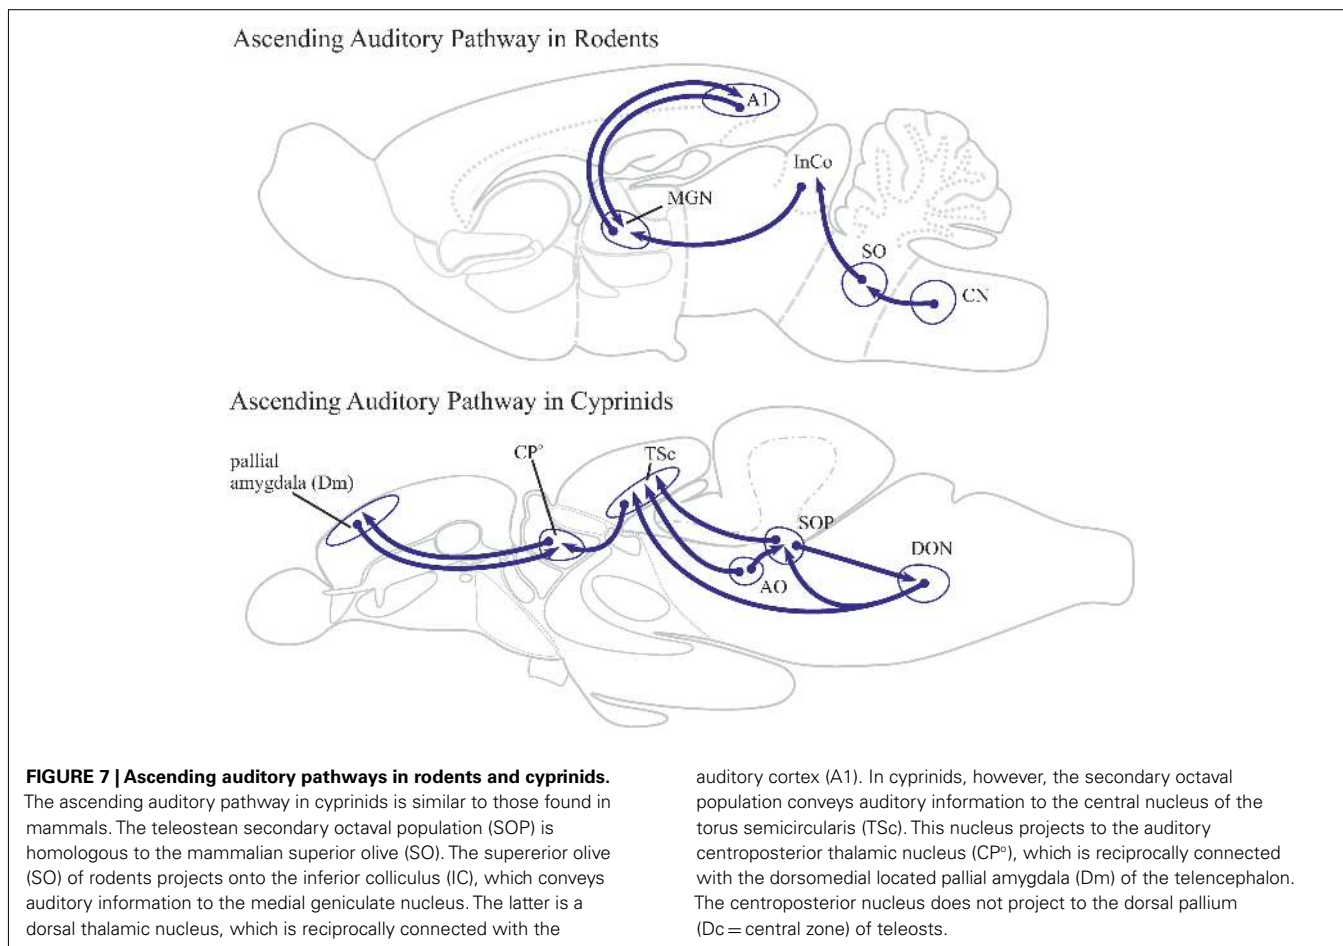 Ascending Auditory Pathway in Rodents
A1
InCo
MGN
SO
CN
Ascending Auditory Pathway in Cyprinids
CP°
TSc
pallial
amygdala (Dm)
SOP
DON
AO
FIGURE 7 | Ascending auditory pathways in rodents and cyprinids.
The ascending auditory pathway in cyprinids is similar to those found in
mammals. The teleostean secondary octaval population (SOP) is
homologous to the mammalian superior olive (SO). The supererior olive
(SO) of rodents projects onto the inferior colliculus (IC), which conveys
auditory information to the medial geniculate nucleus. The latter is a
dorsal thalamic nucleus, which is reciprocally connected with the
auditory cortex (A1). In cyprinids, however, the secondary octaval
population conveys auditory information to the central nucleus of the
torus semicircularis (TSc). This nucleus projects to the auditory
centroposterior thalamic nucleus (CP°), which is reciprocally connected
with the dorsomedial located pallial amygdala (Dm) of the telencephalon.
The centroposterior nucleus does not project to the dorsal pallium
(Dc = central zone) of teleosts.